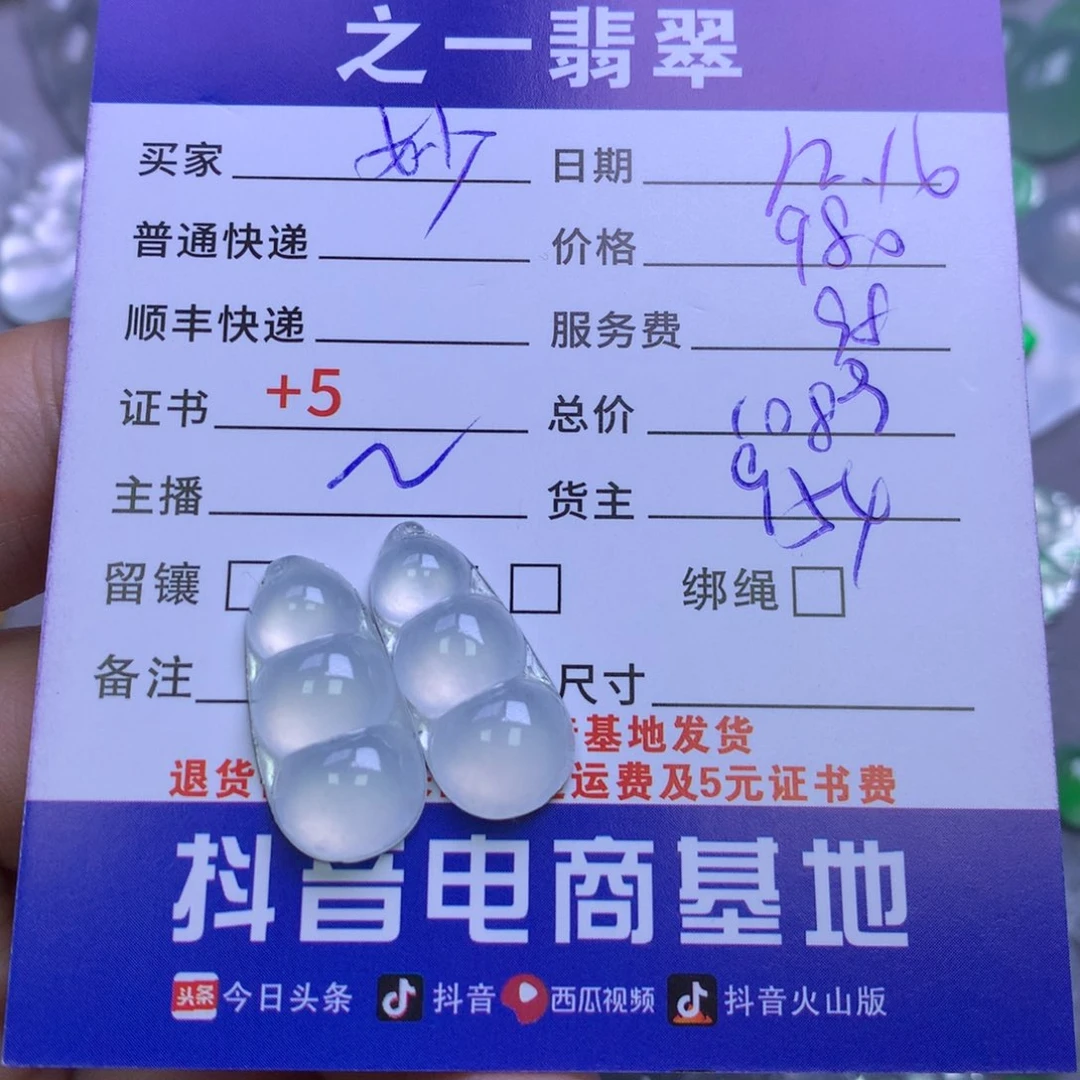 之一翡翠
买家 妙 日期 12.16
普通快递 价格 980
顺丰快递 服务费 98
证书 +5 总价 1083
主播 货主 954
留镶 绑绳
备注 尺寸
基地发货
退货 运费及5元证书费
抖音电商基地
头条 今日头条 抖音 西瓜视频 抖音火山版